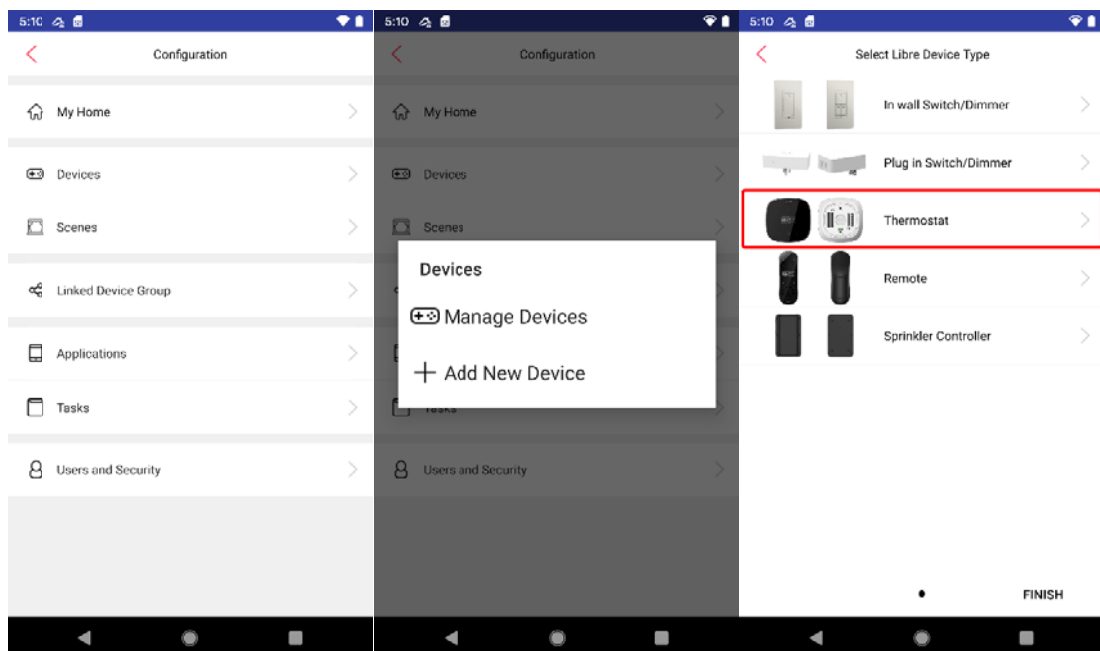 5:10
Configuration
My Home
Devices
Scenes
Linked Device Group
Applications
Tasks
Users and Security
5:10
Configuration
My Home
Devices
Scenes
Devices
Manage Devices
Add New Device
Tasks
Users and Security
5:10
Select Libre Device Type
In wall Switch/Dimmer
Plug in Switch/Dimmer
Thermostat
Remote
Sprinkler Controller
FINISH